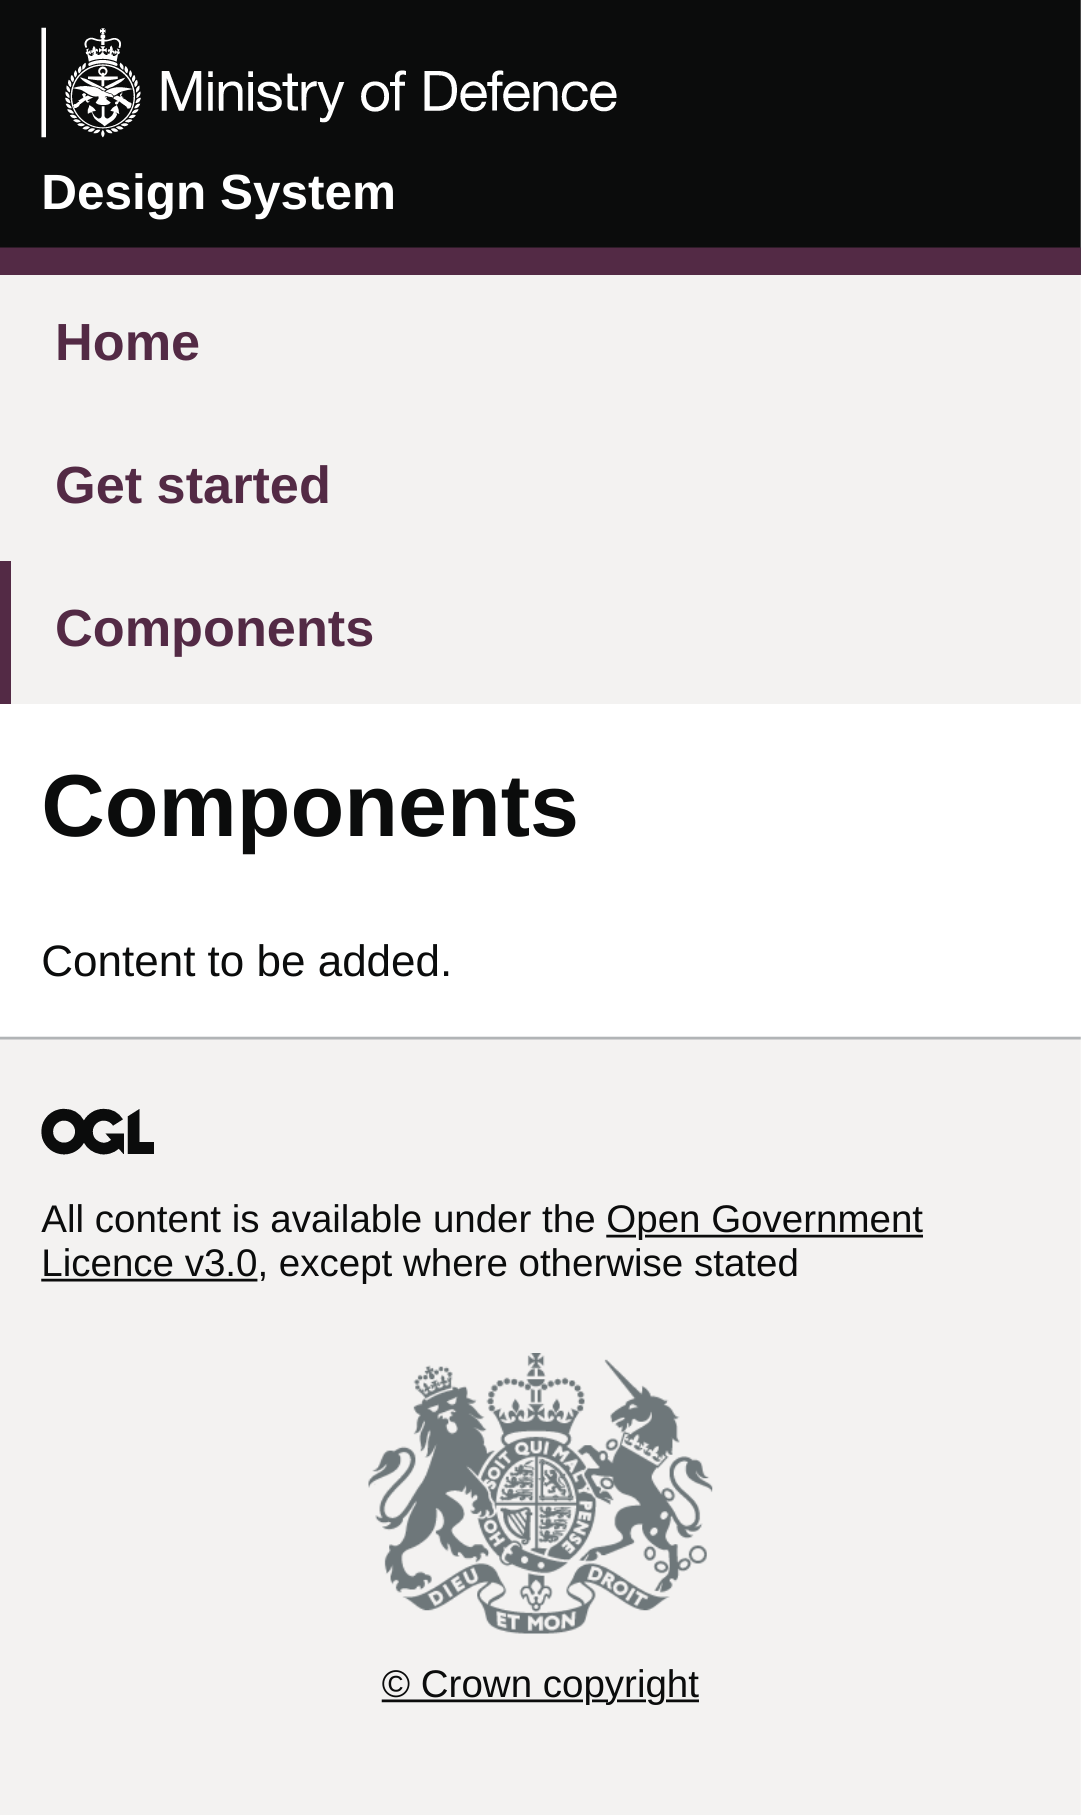 Ministry of Defence
Design System
Home
Get started
Components
Components
Content to be added.
OGL
All content is available under the Open Government
Licence v3.0, except where otherwise stated
SOIT QUI MAL Y PENSE
HO
DIEU
ET MON
DROIT
© Crown copyright